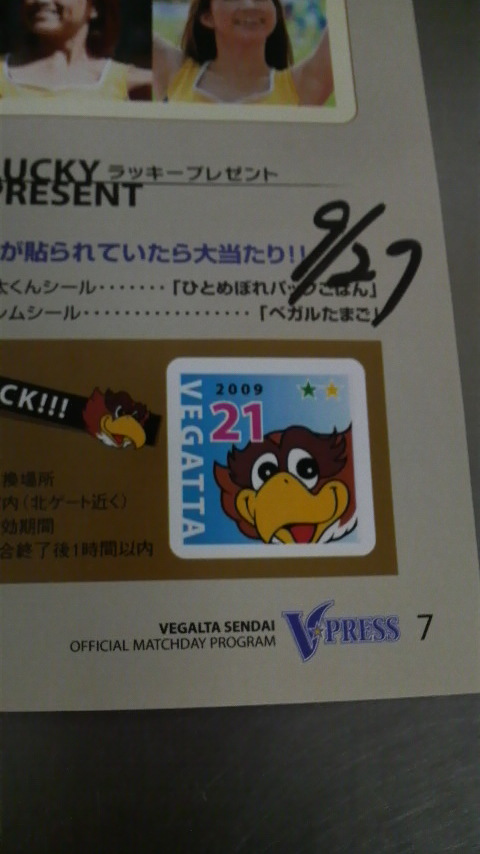 LUCKY ラッキープレゼント
PRESENT
が貼られていたら大当たり!!
9/27
太くんシール・・・・・・・「ひとめぼれパックごはん」
ムシール・・・・・・・・・・・・・・・・・「ベガルたまご」
CK!!!
2009
21
VEGATTA
換場所
内(北ゲート近く)
効期間
合終了後1時間以内
VEGALTA SENDAI
OFFICIAL MATCHDAY PROGRAM
V-PRESS 7